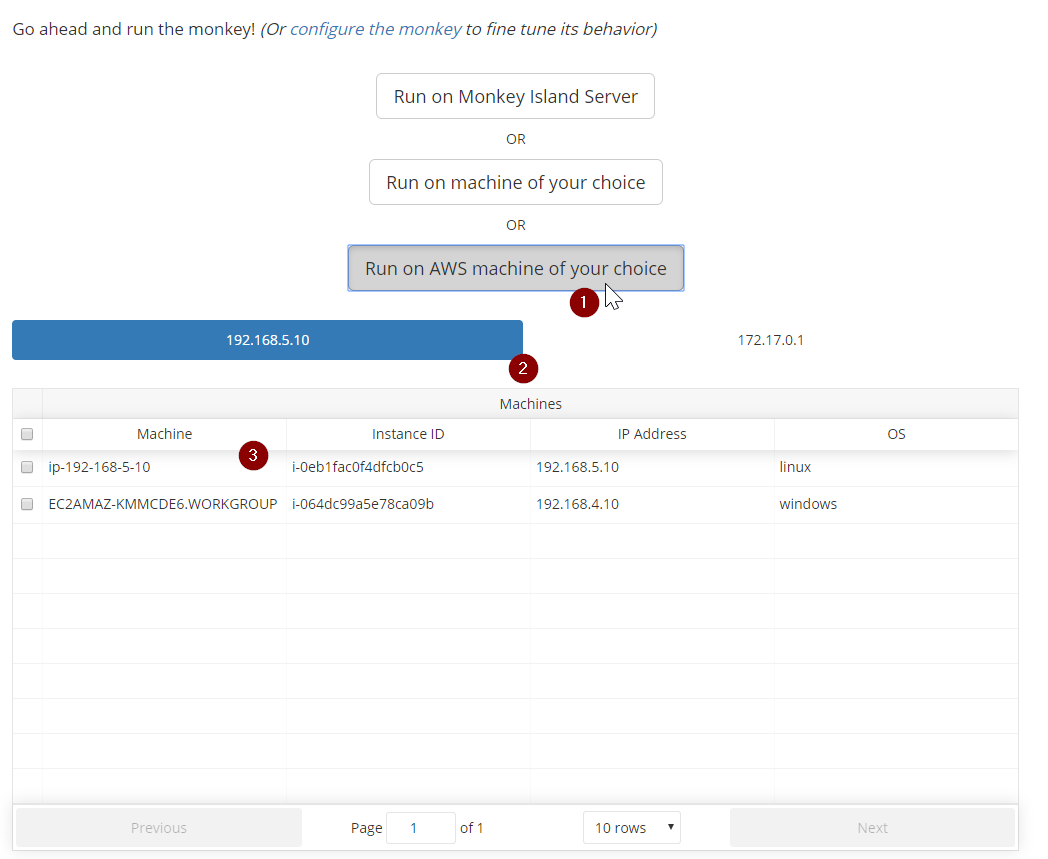 Go ahead and run the monkey! (Or configure the monkey to fine tune its behavior)
Run on Monkey Island Server
OR
Run on machine of your choice
OR
Run on AWS machine of your choice
1
192.168.5.10 172.17.0.1
2
Machines
Machine Instance ID IP Address OS
3
ip-192-168-5-10 i-0eb1fac0f4dfcb0c5 192.168.5.10 linux
EC2AMAZ-KMMCDE6.WORKGROUP i-064dc99a5e78ca09b 192.168.4.10 windows
Previous Page 1 of 1 10 rows Next